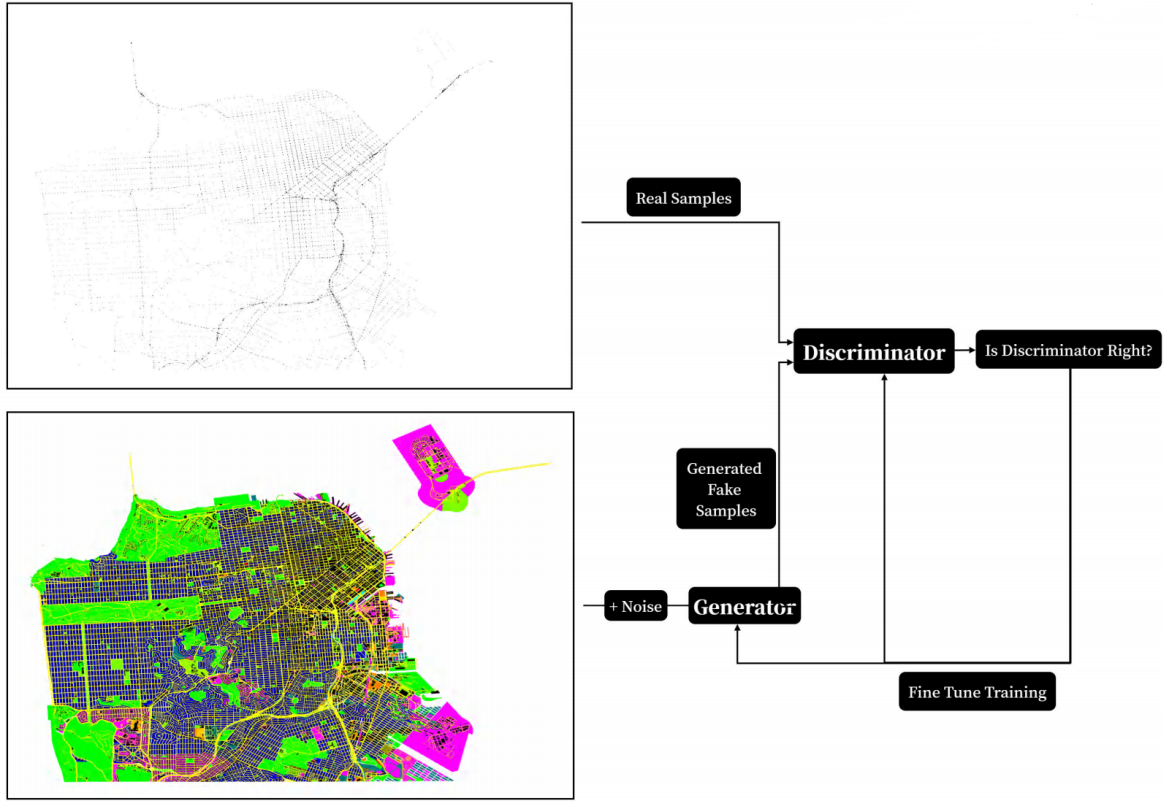 Real Samples
Discriminator
Is Discriminator Right?
Generated
Fake
Samples
+ Noise
Generator
Fine Tune Training